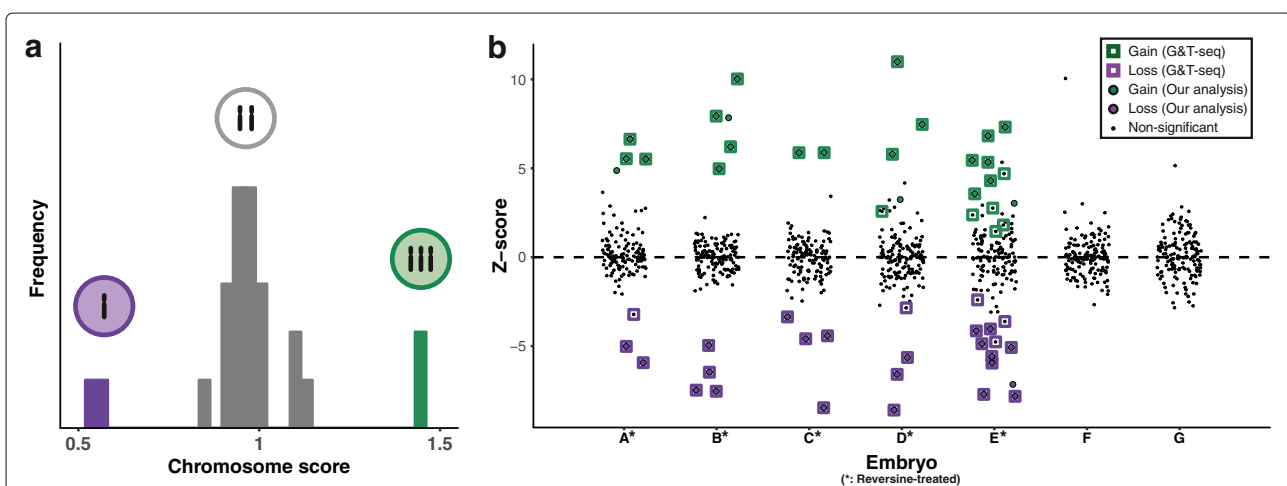 a
Frequency
0.5
1
1.5
Chromosome score
b
Z-score
10
5
0
-5
Gain (G&T-seq)
Loss (G&T-seq)
Gain (Our analysis)
Loss (Our analysis)
Non-significant
A* B* C* D* E* F G
Embryo
(*: Reversine-treated)